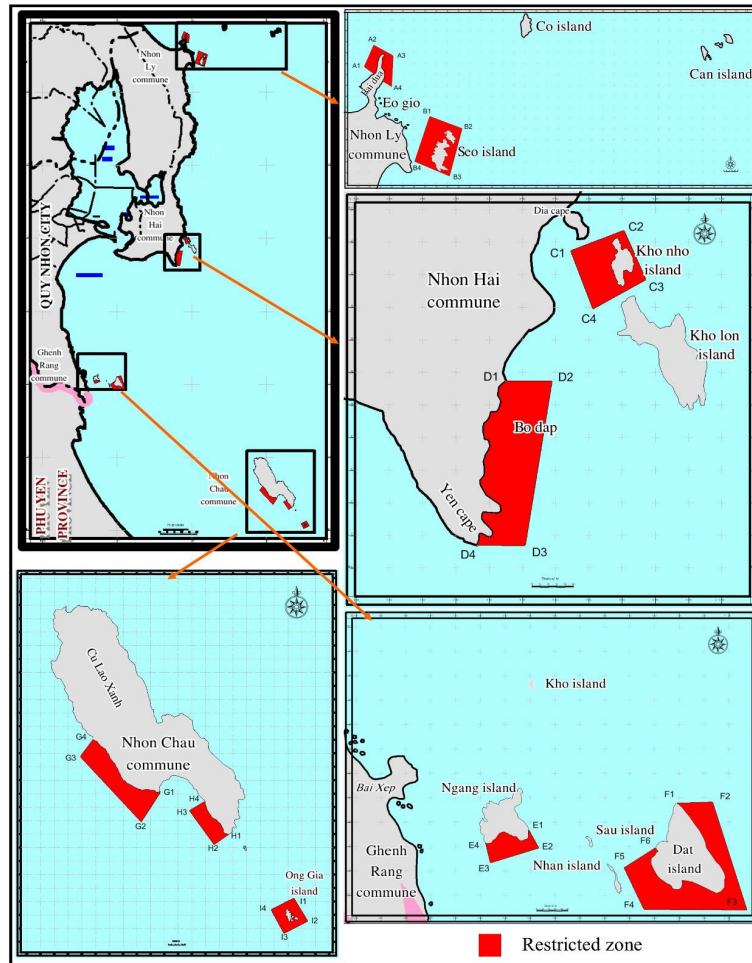 Nhon
Ly
commune
QUY NHON CITY
Nhon
Hai
commune
Ghenh
Rang
commune
PHU YEN
PROVINCE
Nhon
Chau
commune
A2
A3
A1
A4
Bai dua
Eo gio
Nhon Ly
commune
B1
B2
B4
B3
Seo island
Co island
Can island
Dia cape
Nhon Hai
commune
C1
C2
C3
C4
Kho nho
island
Kho lon
island
D1
D2
Bo dap
Yen cape
D4
D3
Cu Lao Xanh
Nhon Chau
commune
G4
G3
G1
G2
H4
H3
H1
H2
Ong Gia
island
I1
I4
I2
I3
Kho island
Bai Xep
Ngang island
E1
E4
E2
E3
Ghenh
Rang
commune
Sau island
Nhan island
F1
F2
F6
F5
Dat
island
F4
F3
Restricted zone